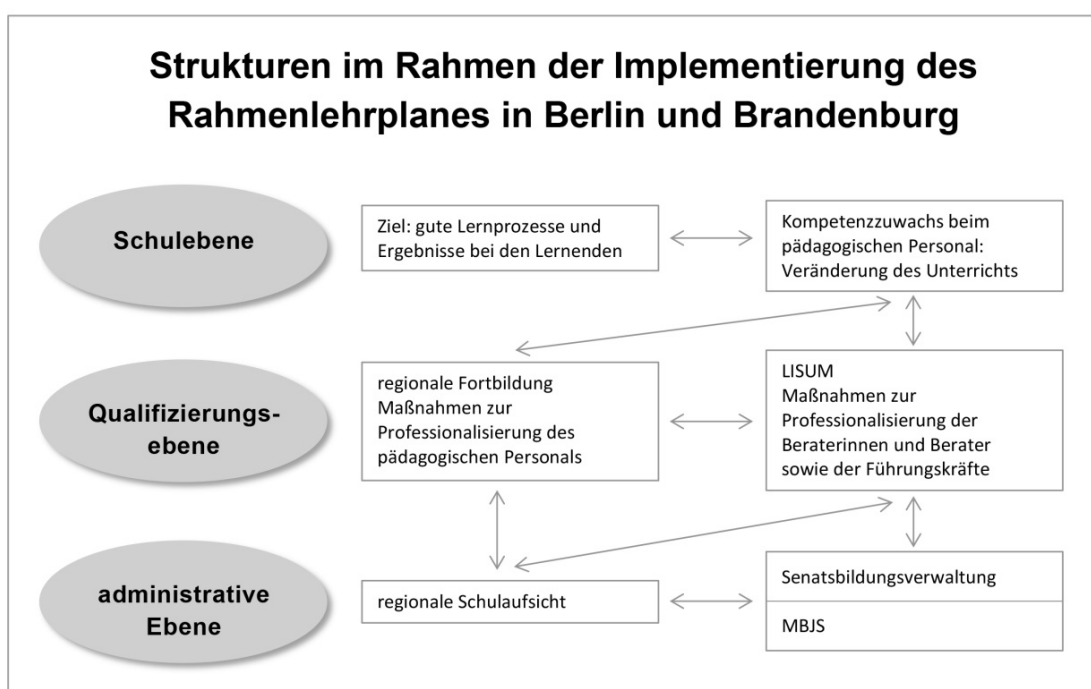 Strukturen im Rahmen der Implementierung des
Rahmenlehrplanes in Berlin und Brandenburg
Schulebene
Ziel: gute Lernprozesse und
Ergebnisse bei den Lernenden
Kompetenzzuwachs beim
pädagogischen Personal:
Veränderung des Unterrichts
Qualifizierungs-
ebene
regionale Fortbildung
Maßnahmen zur
Professionalisierung des
pädagogischen Personals
LISUM
Maßnahmen zur
Professionalisierung der
Beraterinnen und Berater
sowie der Führungskräfte
administrative
Ebene
regionale Schulaufsicht
Senatsbildungsverwaltung
MBJS